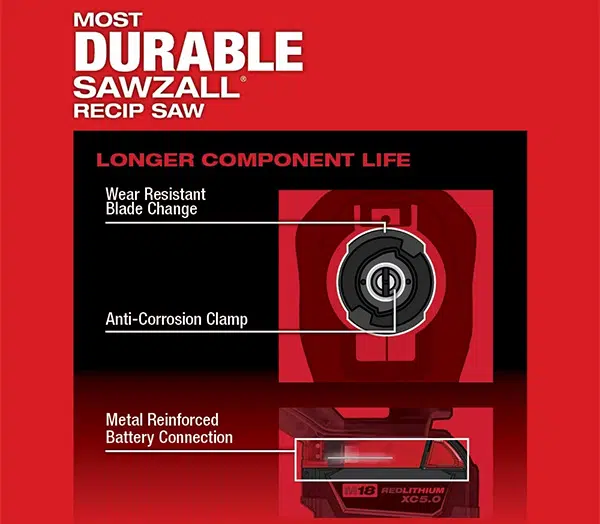 MOST
DURABLE
SAWZALL®
RECIP SAW
LONGER COMPONENT LIFE
Wear Resistant
Blade Change
Anti-Corrosion Clamp
Metal Reinforced
Battery Connection
M18 REDLITHIUM
XC5.0